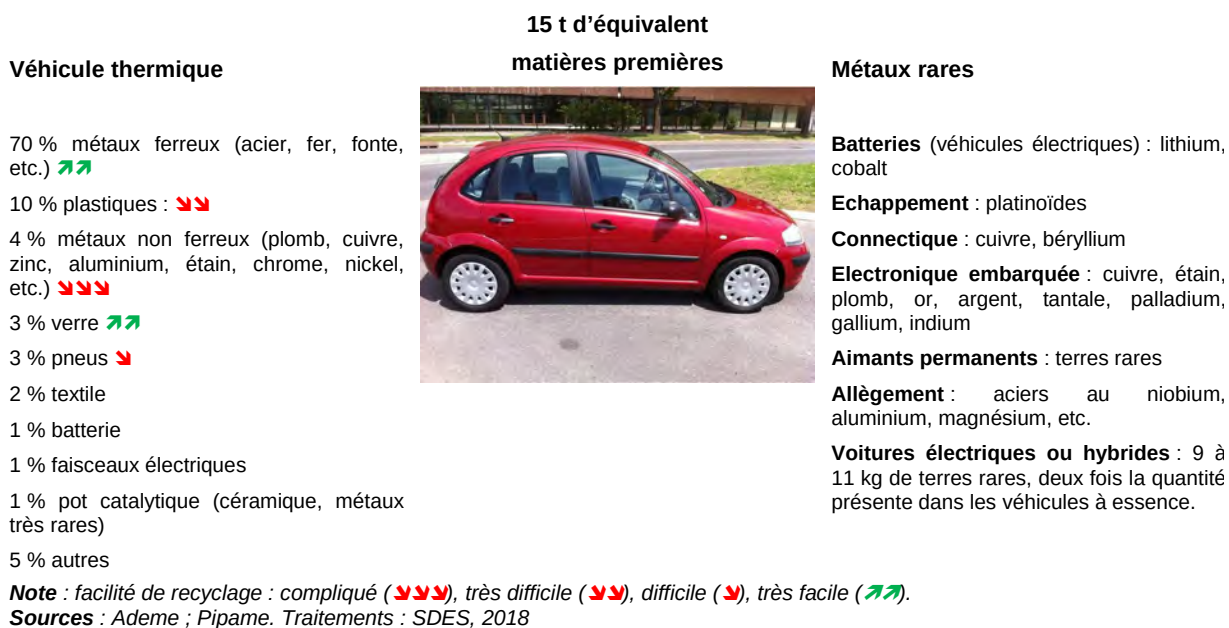 15 t d’équivalent
matières premières
Véhicule thermique
70 % métaux ferreux (acier, fer, fonte,
etc.) ⬈⬈
10 % plastiques : ⬊⬊
4 % métaux non ferreux (plomb, cuivre,
zinc, aluminium, étain, chrome, nickel,
etc.) ⬊⬊⬊
3 % verre ⬈⬈
3 % pneus ⬊
2 % textile
1 % batterie
1 % faisceaux électriques
1 % pot catalytique (céramique, métaux
très rares)
5 % autres
Métaux rares
Batteries (véhicules électriques) : lithium,
cobalt
Echappement : platinoïdes
Connectique : cuivre, béryllium
Electronique embarquée : cuivre, étain,
plomb, or, argent, tantale, palladium,
gallium, indium
Aimants permanents : terres rares
Allègement : aciers au niobium,
aluminium, magnésium, etc.
Voitures électriques ou hybrides : 9 à
11 kg de terres rares, deux fois la quantité
présente dans les véhicules à essence.
Note : facilité de recyclage : compliqué (⬊⬊⬊), très difficile (⬊⬊), difficile (⬊), très facile (⬈⬈).
Sources : Ademe ; Pipame. Traitements : SDES, 2018